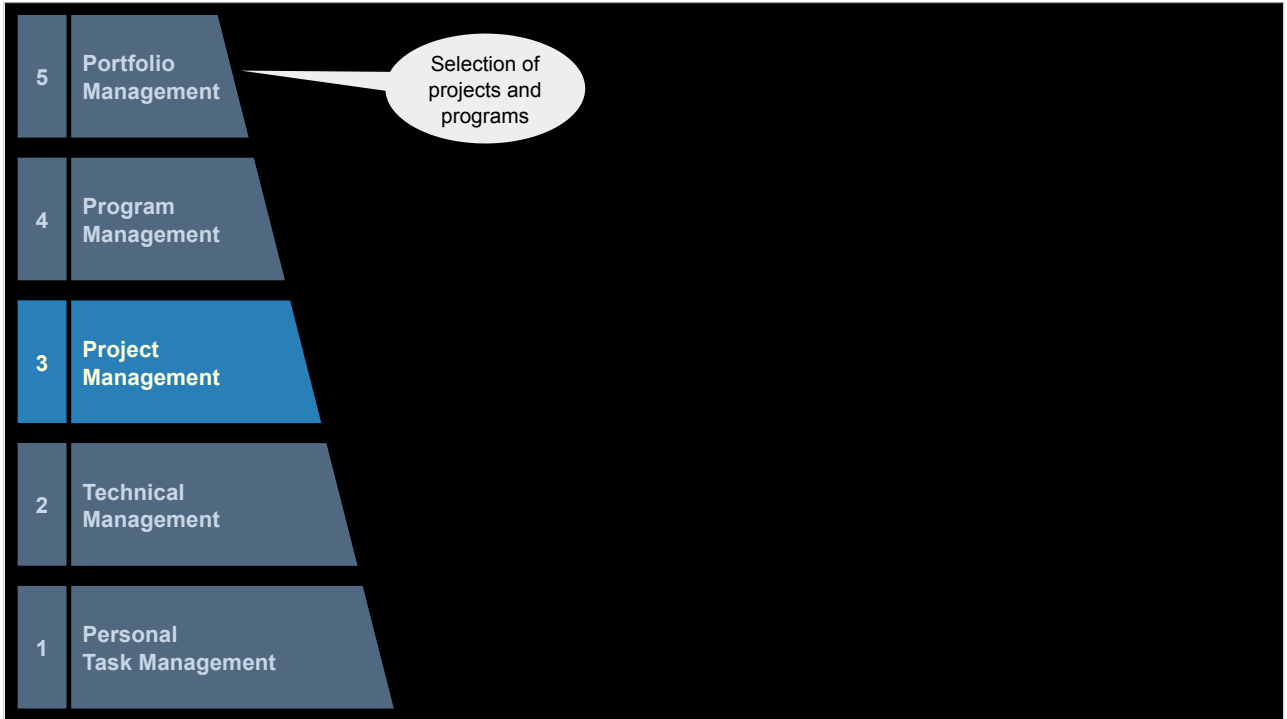 5
Portfolio
Management
Selection of
projects and
programs
4
Program
Management
3
Project
Management
2
Technical
Management
1
Personal
Task Management